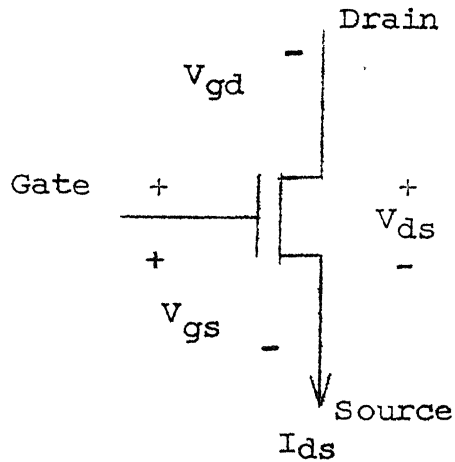 Drain
-
Vgd
Gate + +
Vds
+ -
Vgs
-
Source
Ids